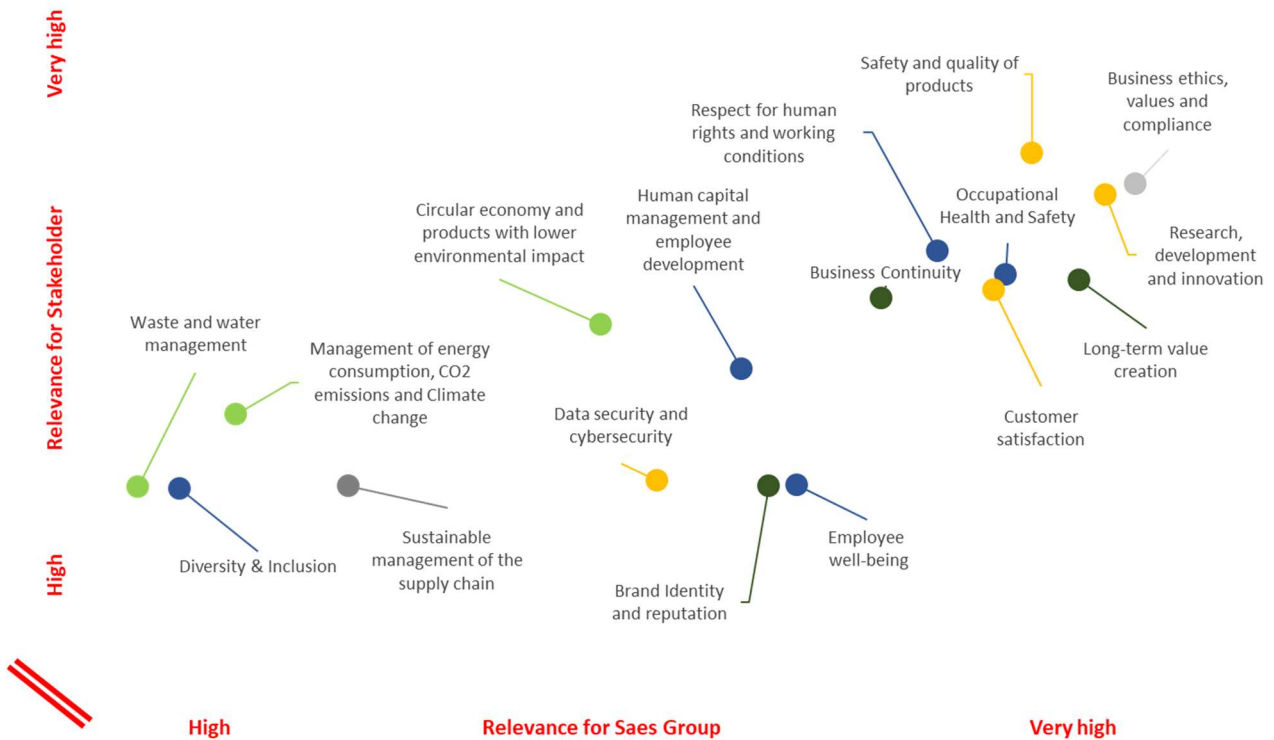 Very high
Relevance for Stakeholder
High
Safety and quality of
products
Business ethics,
values and
compliance
Respect for human
rights and working
conditions
Human capital
management and
employee
development
Occupational
Health and Safety
Circular economy and
products with lower
environmental impact
Research,
development
and innovation
Business Continuity
Waste and water
management
Management of energy
consumption, CO2
emissions and Climate
change
Long-term value
creation
Data security and
cybersecurity
Customer
satisfaction
Diversity & Inclusion
Sustainable
management of the
supply chain
Employee
well-being
Brand Identity
and reputation
High
Relevance for Saes Group
Very high